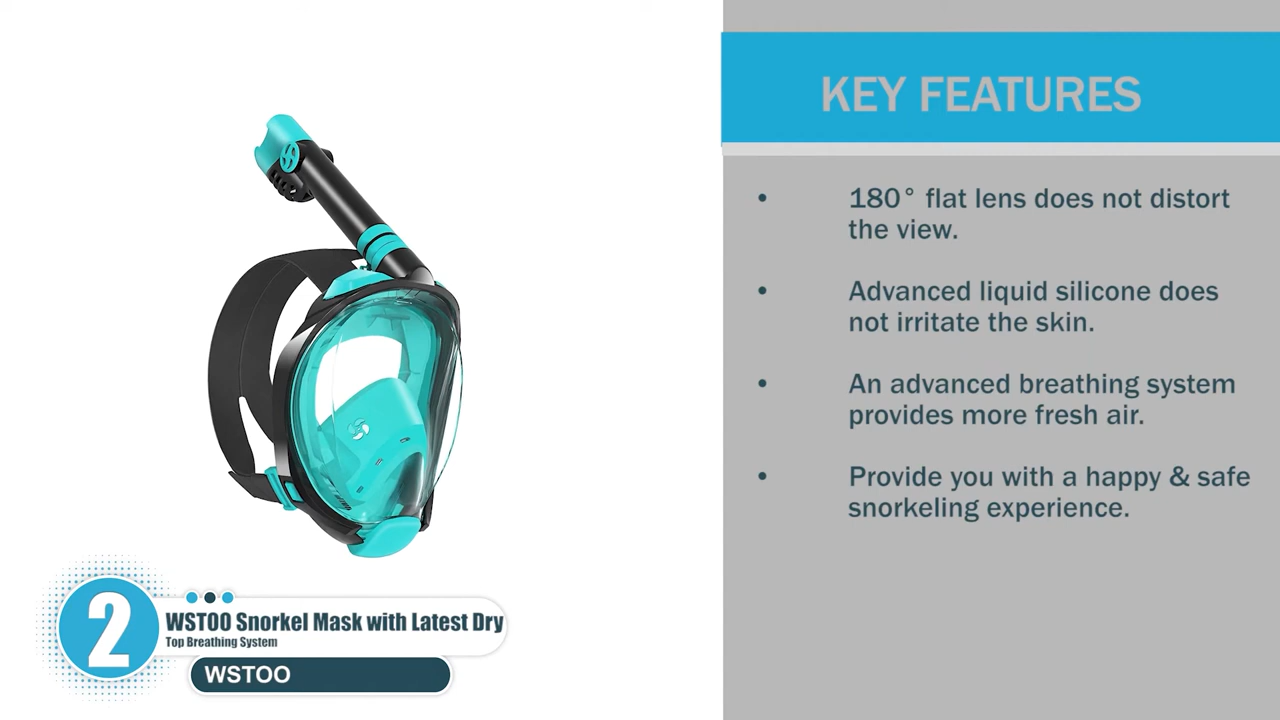 KEY FEATURES
• 180° flat lens does not distort
the view.
• Advanced liquid silicone does
not irritate the skin.
• An advanced breathing system
provides more fresh air.
• Provide you with a happy & safe
snorkeling experience.
2
WSTOO Snorkel Mask with Latest Dry
Top Breathing System
WSTOO